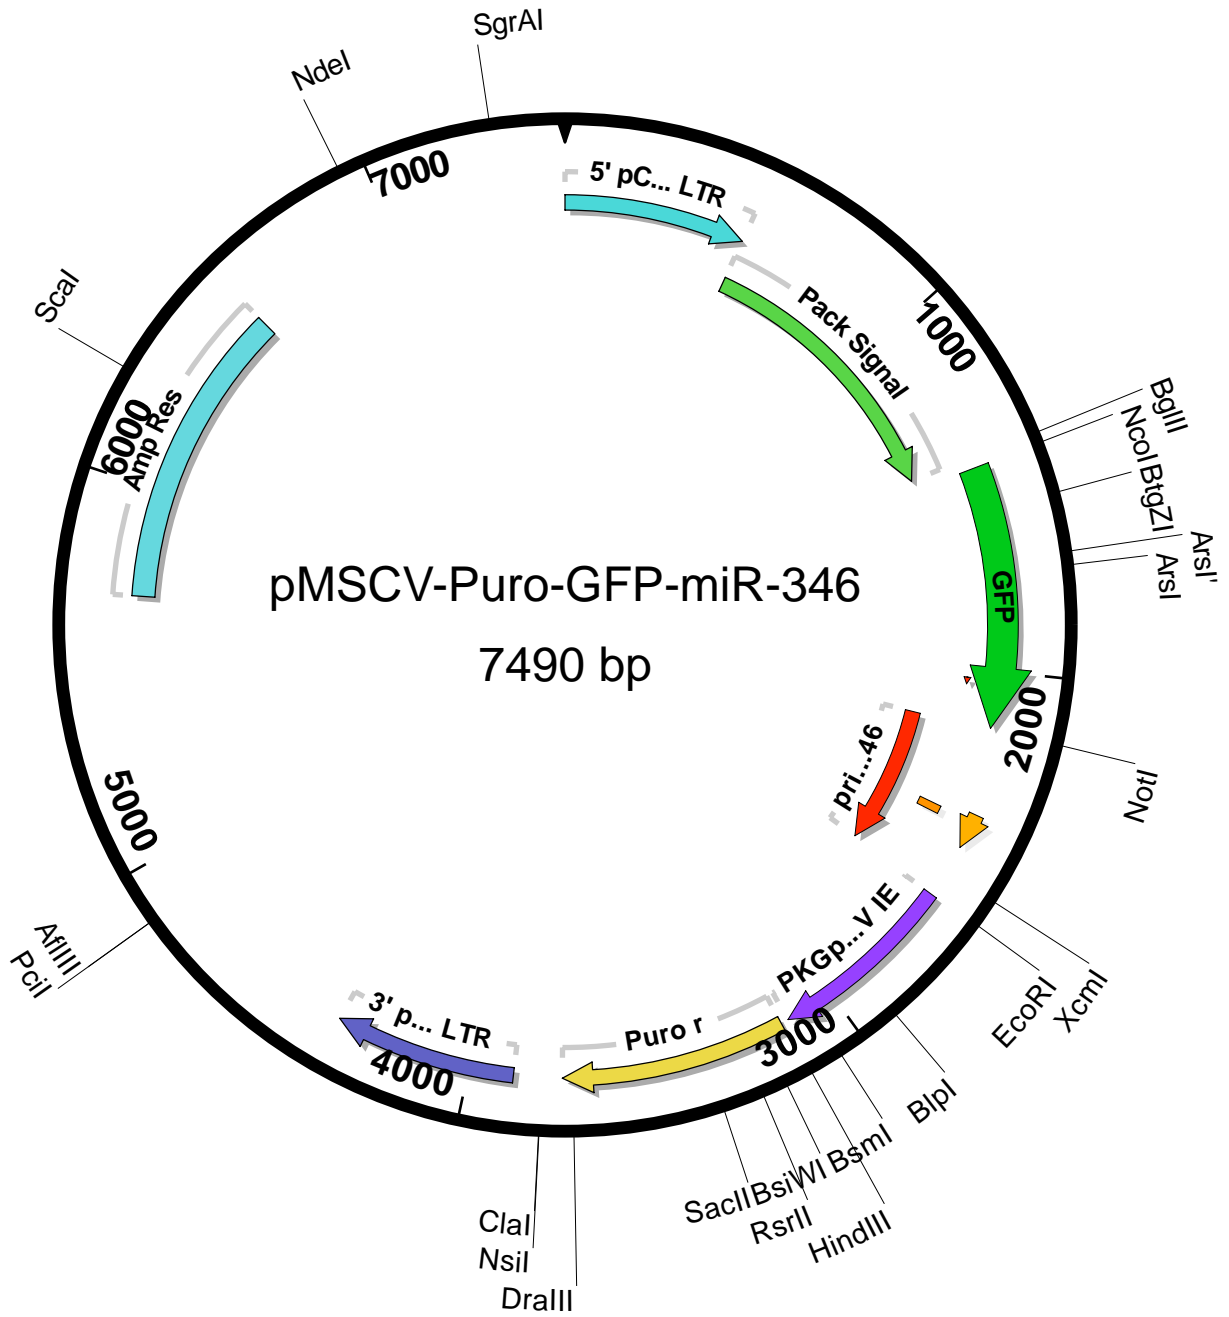 SgrAI
NdeI
7000
5' pC... LTR
ScaI
Pack Signal
1000
BglII
NcoI
BtgZI
ArsI'
ArsI
6000
Amp Res
GFP
pMSCV-Puro-GFP-miR-346
7490 bp
2000
NotI
pri...46
5000
PKGp...V IE
AflIII
PciI
EcoRI
XcmI
3' p... LTR
Puro r
3000
4000
BlpI
BsmI
SacII
BsiWI
RsrII
HindIII
ClaI
NsiI
DraIII